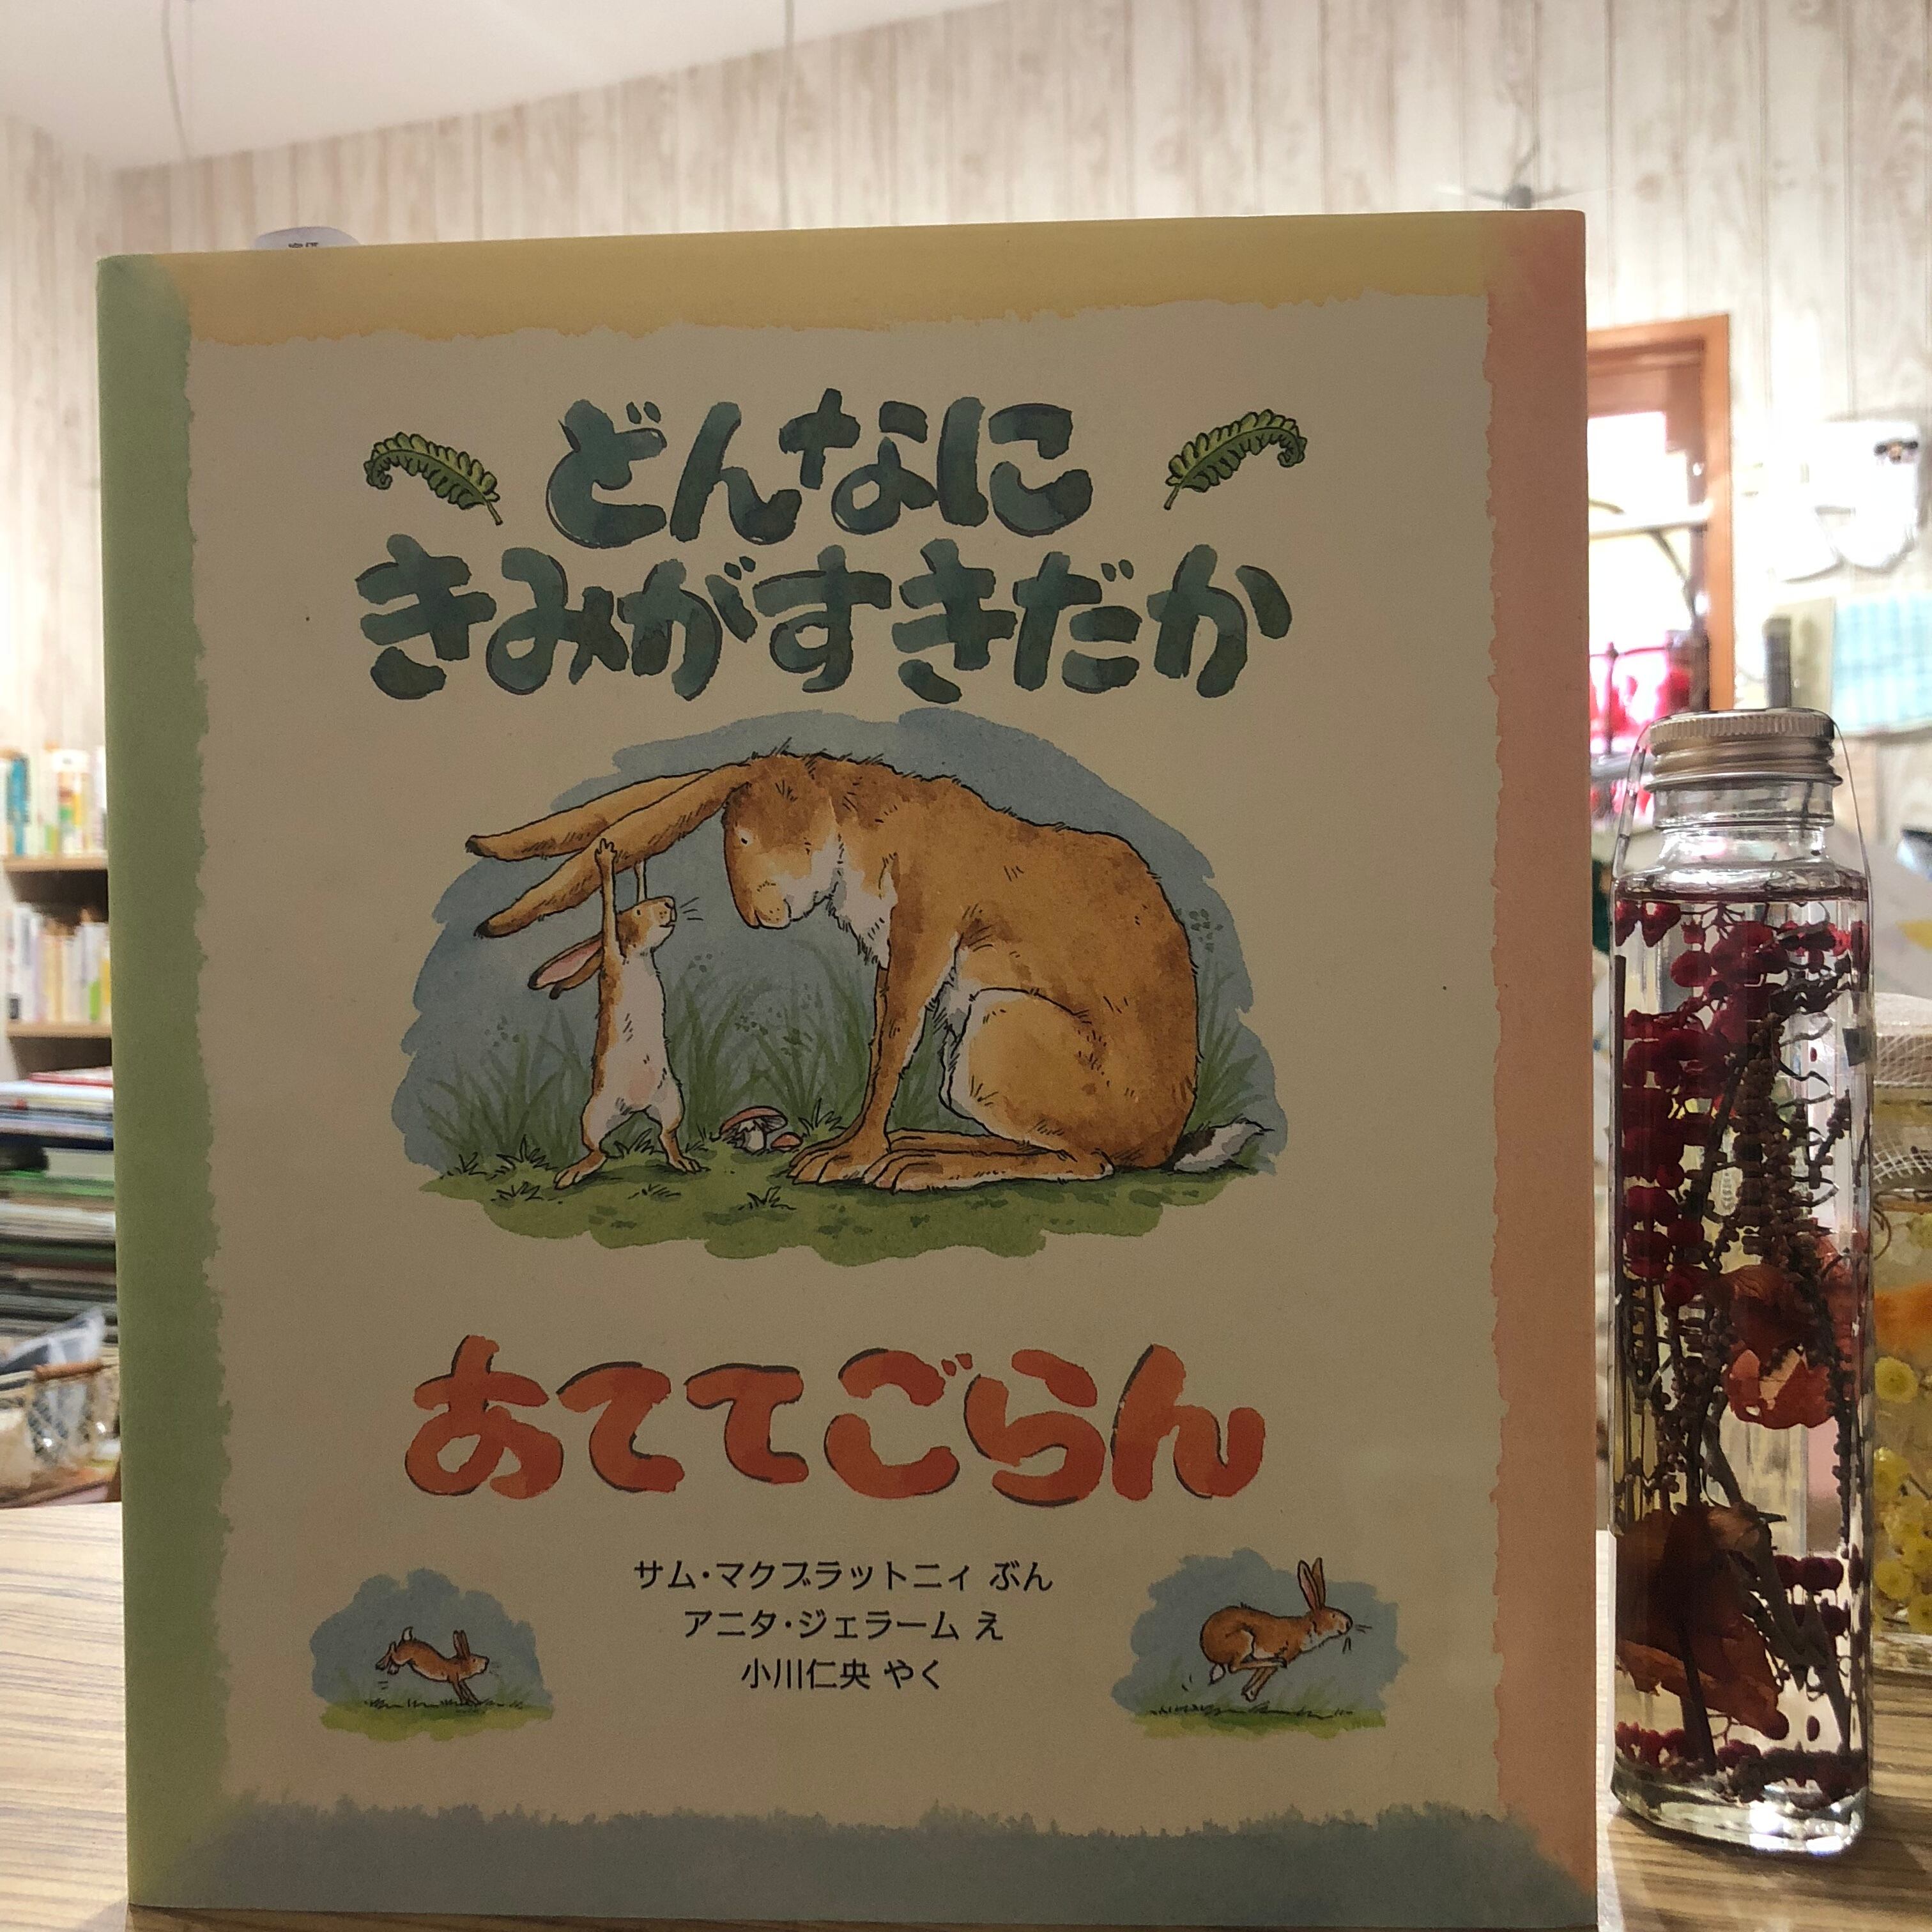 どんなに
きみがすきだか
あててごらん
サム・マクブラットニィ ぶん
アニタ・ジェラーム え
小川仁央 やく